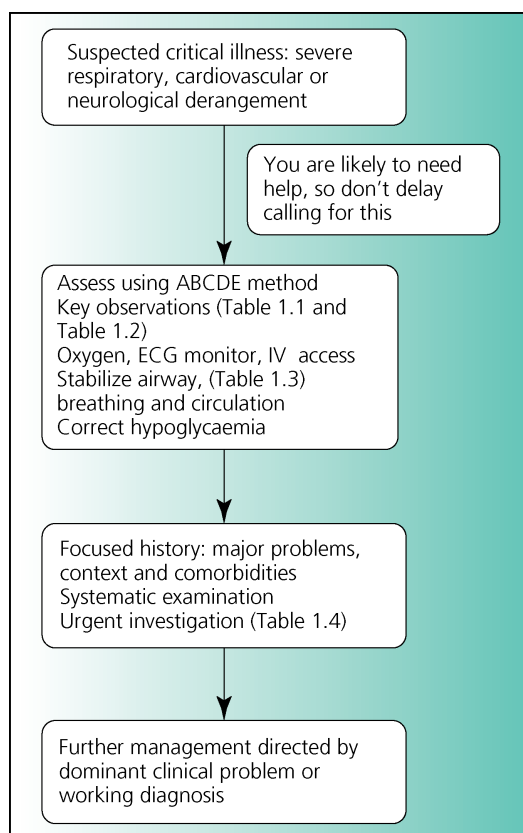 Suspected critical illness: severe
respiratory, cardiovascular or
neurological derangement
You are likely to need
help, so don’t delay
calling for this
Assess using ABCDE method
Key observations (Table 1.1 and
Table 1.2)
Oxygen, ECG monitor, IV access
Stabilize airway, (Table 1.3)
breathing and circulation
Correct hypoglycaemia
Focused history: major problems,
context and comorbidities
Systematic examination
Urgent investigation (Table 1.4)
Further management directed by
dominant clinical problem or
working diagnosis